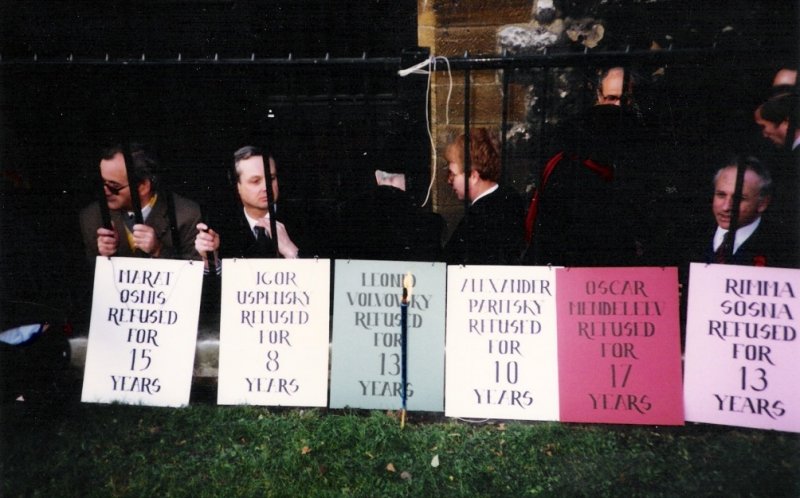 MARAT
OSNIS
REFUSED
FOR
15
YEARS
IGOR
USPENSKY
REFUSED
FOR
8
YEARS
LEONID
VOLVOVSKY
REFUSED
FOR
13
YEARS
ALEXANDER
PARITSKY
REFUSED
FOR
10
YEARS
OSCAR
MENDELEEV
REFUSED
FOR
17
YEARS
RIMMA
SOSNA
REFUSED
FOR
13
YEARS